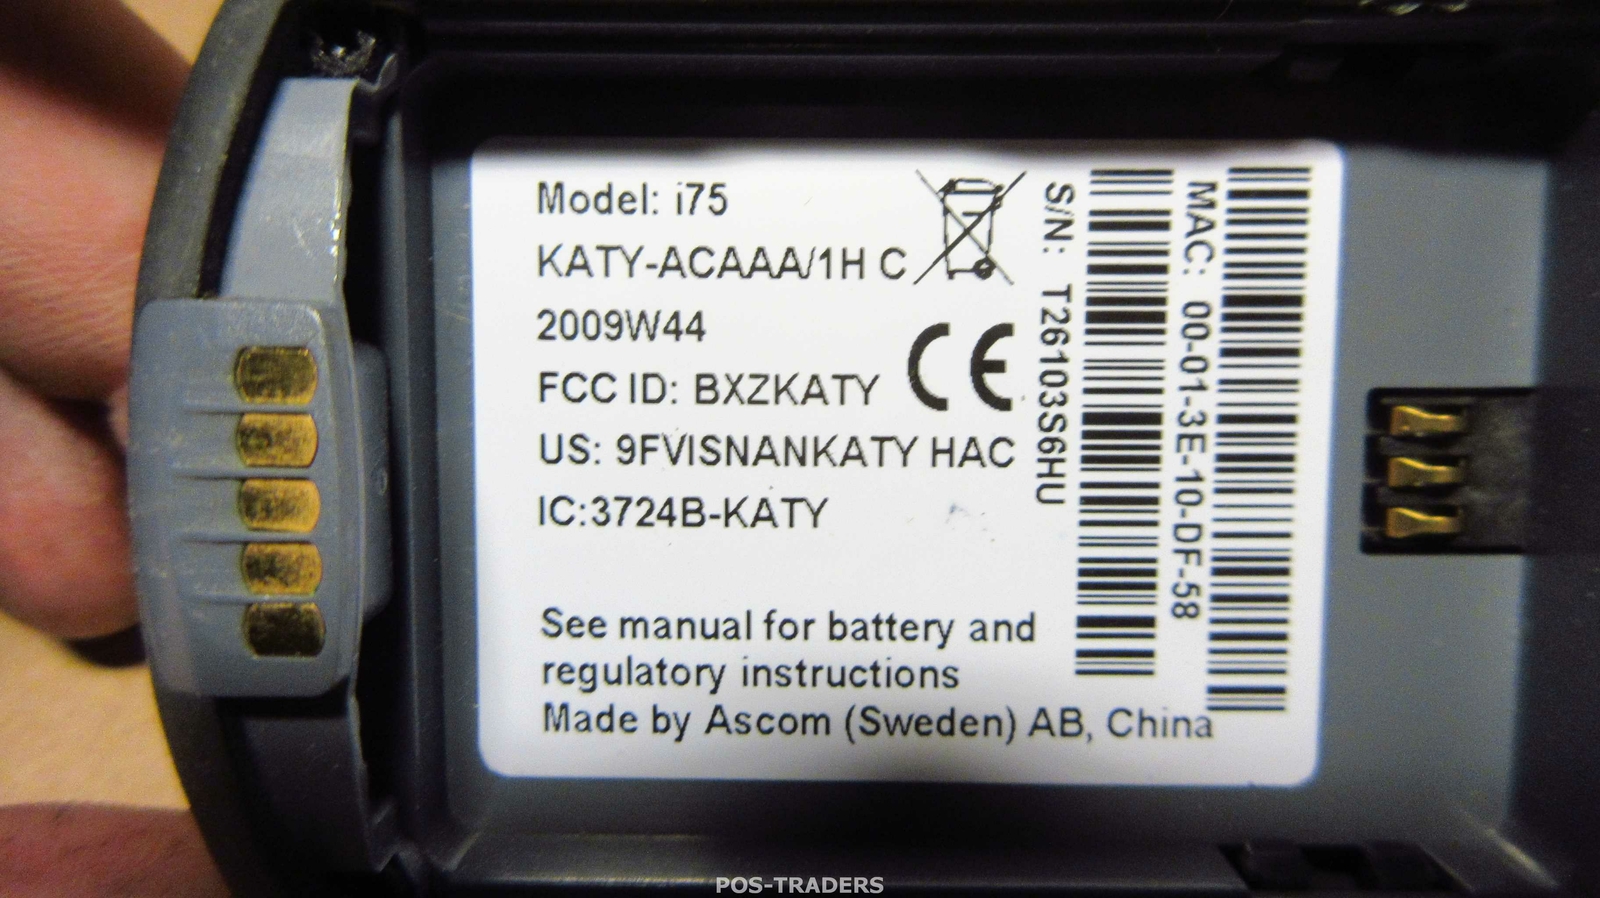 Model: i75
KATY-ACAAA/1H C
2009W44
FCC ID: BXZKATY
US: 9FVISNANKATY HAC
IC:3724B-KATY
See manual for battery and
regulatory instructions
Made by Ascom (Sweden) AB, China
CE
S/N: T26103S6HU
MAC: 00-01-3E-10-DF-58
POS-TRADERS